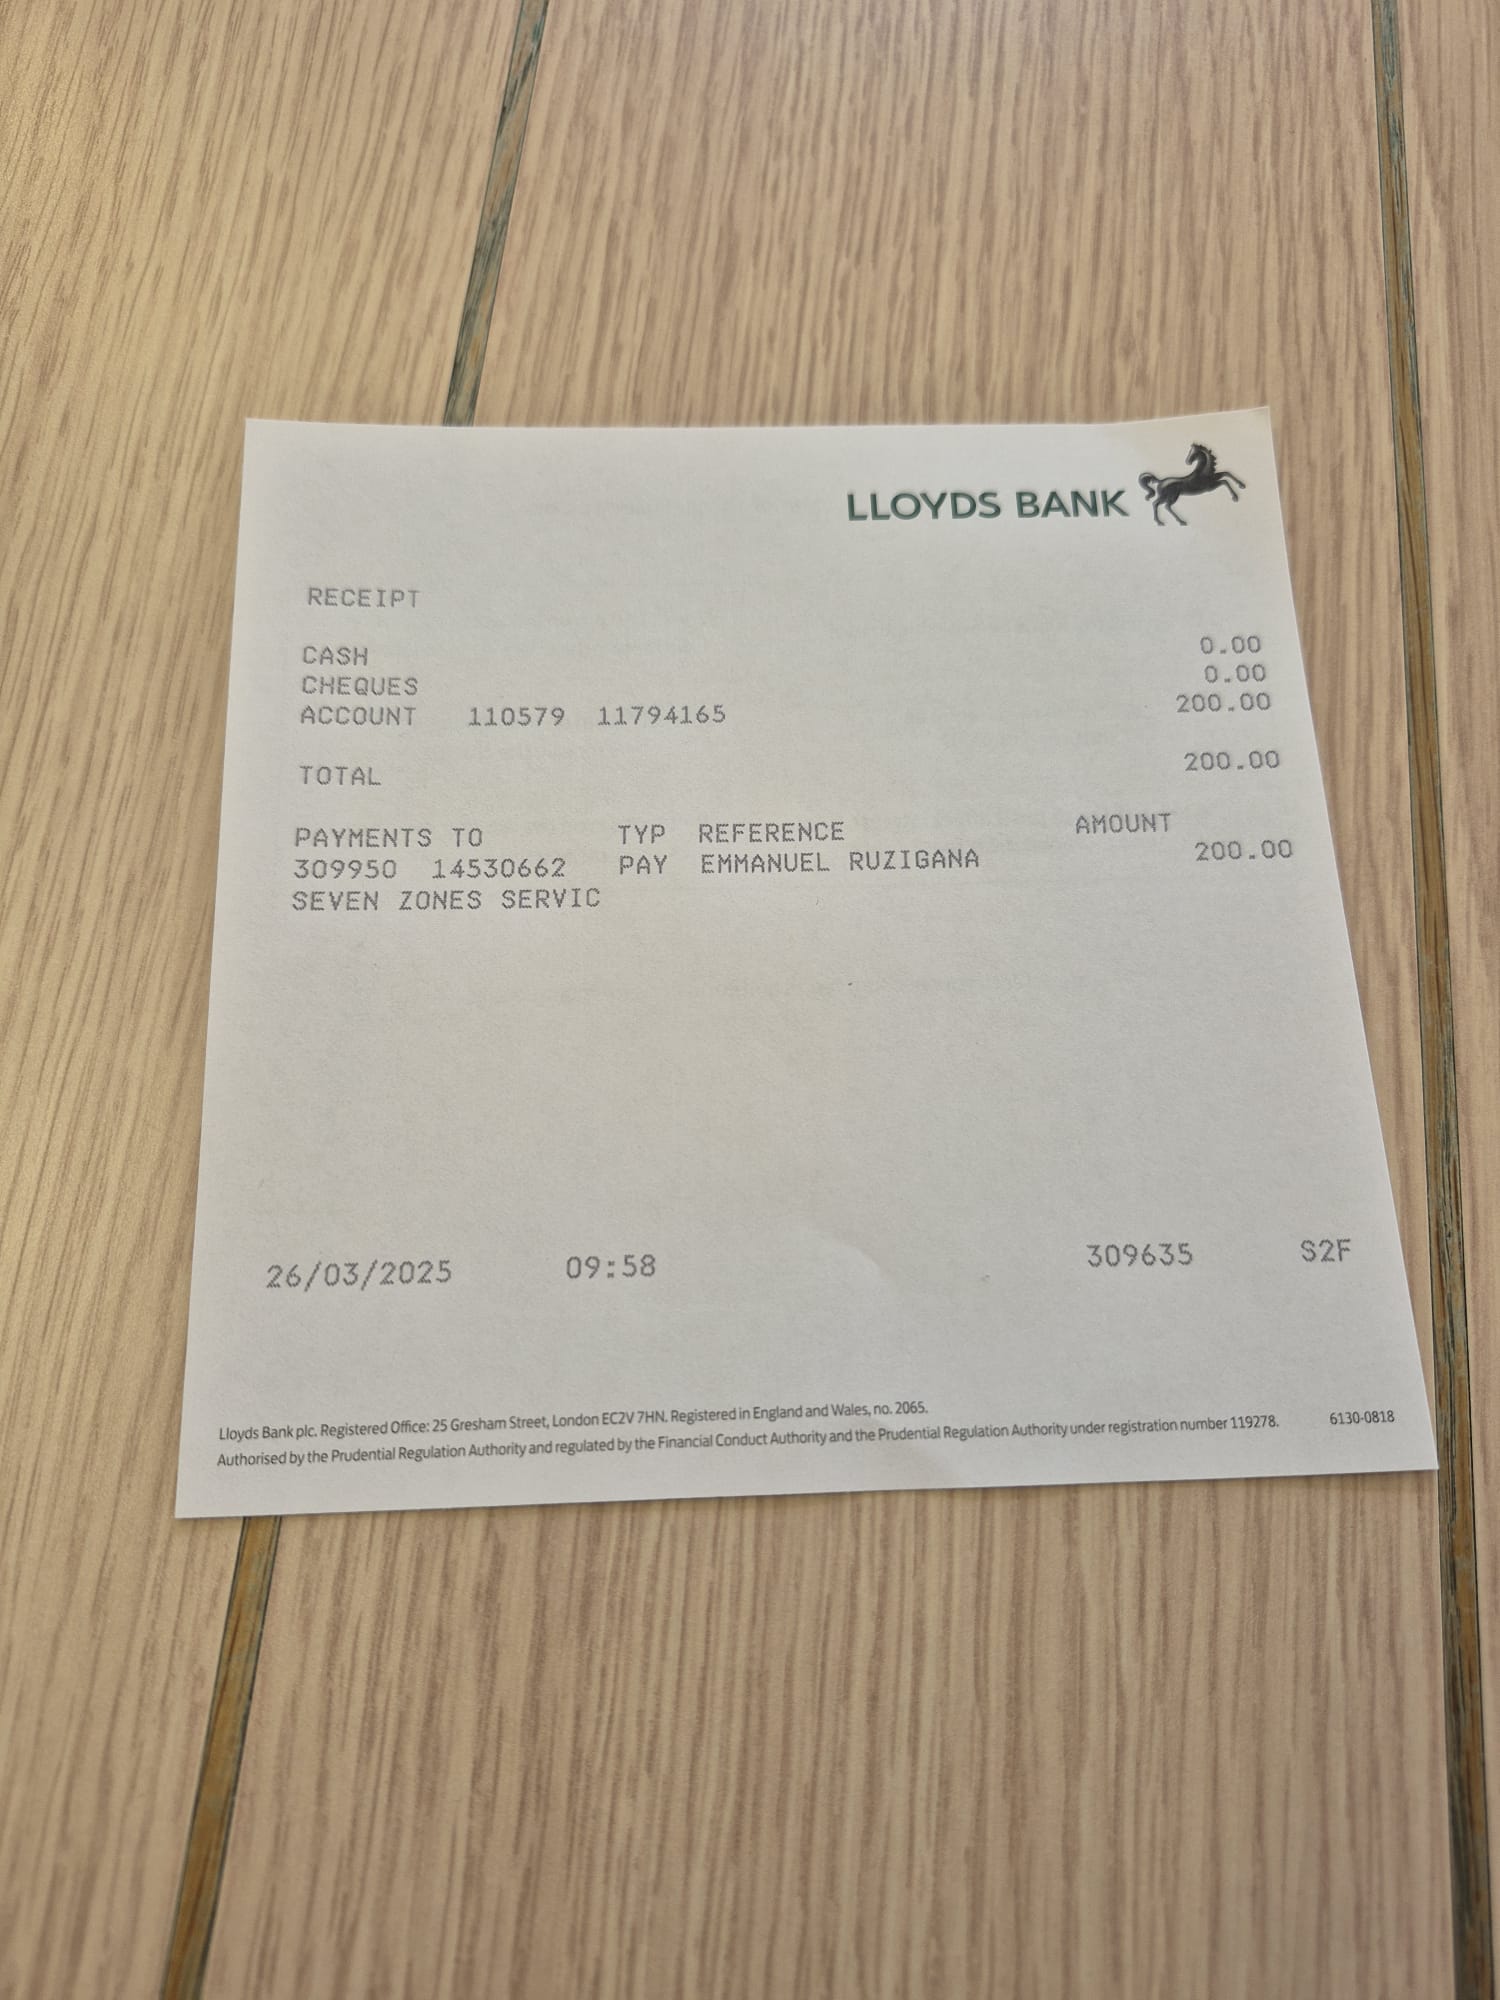 LLOYDS BANK
RECEIPT
CASH 0.00
CHEQUES 0.00
ACCOUNT 110579 11794165 200.00
TOTAL 200.00
PAYMENTS TO TYP REFERENCE AMOUNT
309950 14530662 PAY EMMANUEL RUZIGANA 200.00
SEVEN ZONES SERVIC
26/03/2025 09:58 309635 S2F
Lloyds Bank plc. Registered Office: 25 Gresham Street, London EC2V 7HN. Registered in England and Wales, no. 2065.
Authorised by the Prudential Regulation Authority and regulated by the Financial Conduct Authority and the Prudential Regulation Authority under registration number 119278. 6130-0818